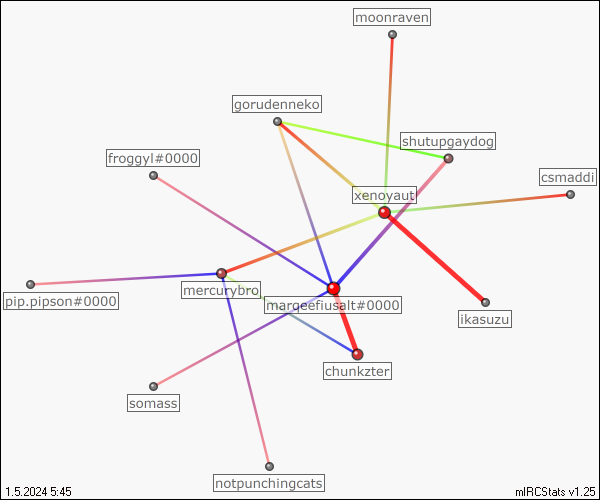 moonraven
gorudenneko
shutupgaydog
froggyl#0000
csmaddi
xenoyaut
mercurybro
pip.pipson#0000
margeefiusalt#0000
ikasuzu
chunkzter
somass
notpunchingcats
1.5.2024 5:45
mIRCStats v1.25